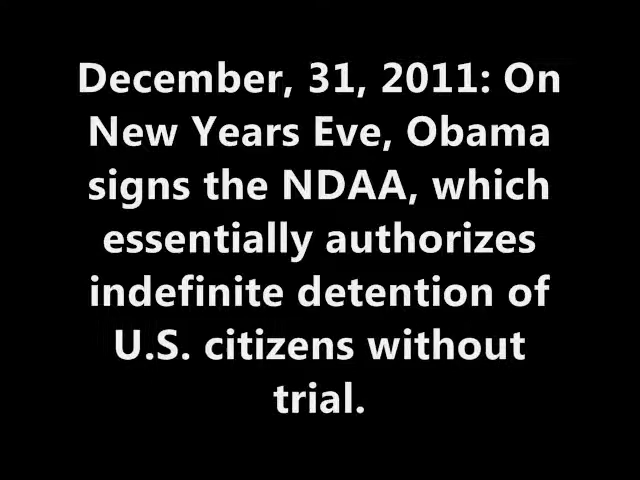 December, 31, 2011: On
New Years Eve, Obama
signs the NDAA, which
essentially authorizes
indefinite detention of
U.S. citizens without
trial.